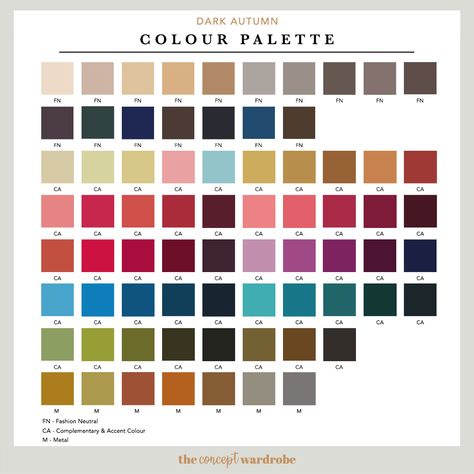 DARK AUTUMN
COLOUR PALETTE
FN FN FN FN FN FN FN FN FN FN
FN FN FN FN FN FN FN
CA CA CA CA CA CA CA CA CA CA
CA CA CA CA CA CA CA CA CA CA
CA CA CA CA CA CA CA CA CA CA
CA CA CA CA CA CA CA CA CA CA
CA CA CA CA CA CA CA CA
M M M M M M M
FN - Fashion Neutral
CA - Complementary & Accent Colour
M - Metal
the concept wardrobe